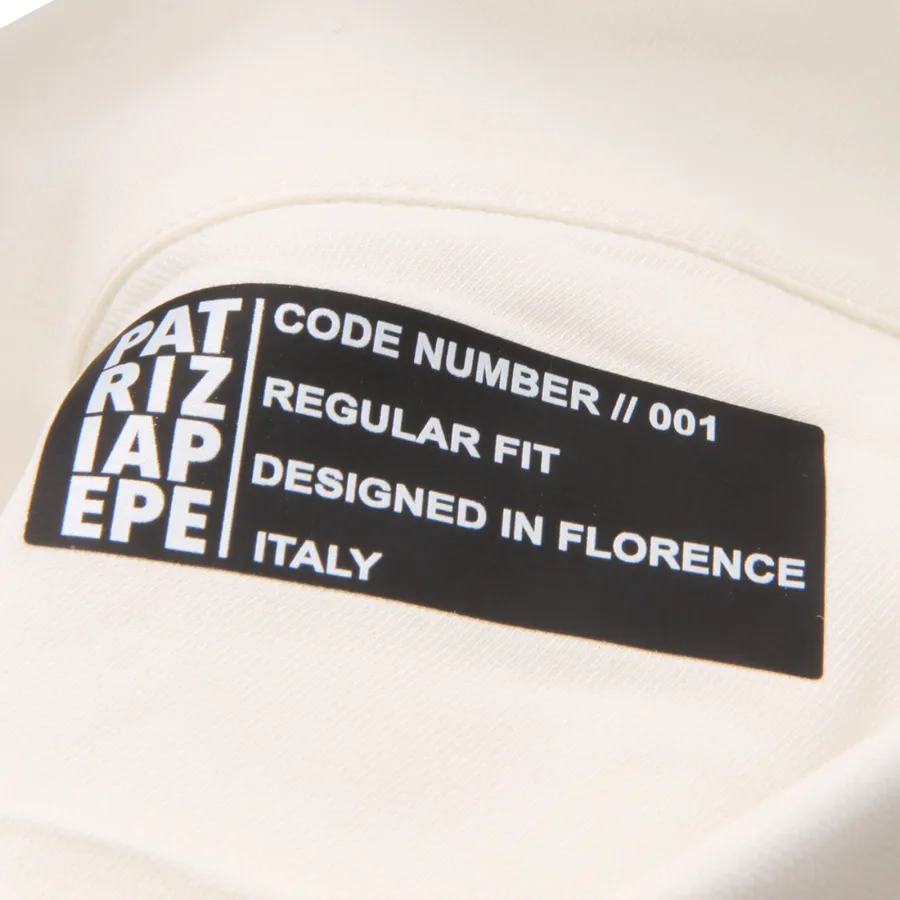 PAT
RIZ
IAP
EPE
CODE NUMBER // 001
REGULAR FIT
DESIGNED IN FLORENCE
ITALY